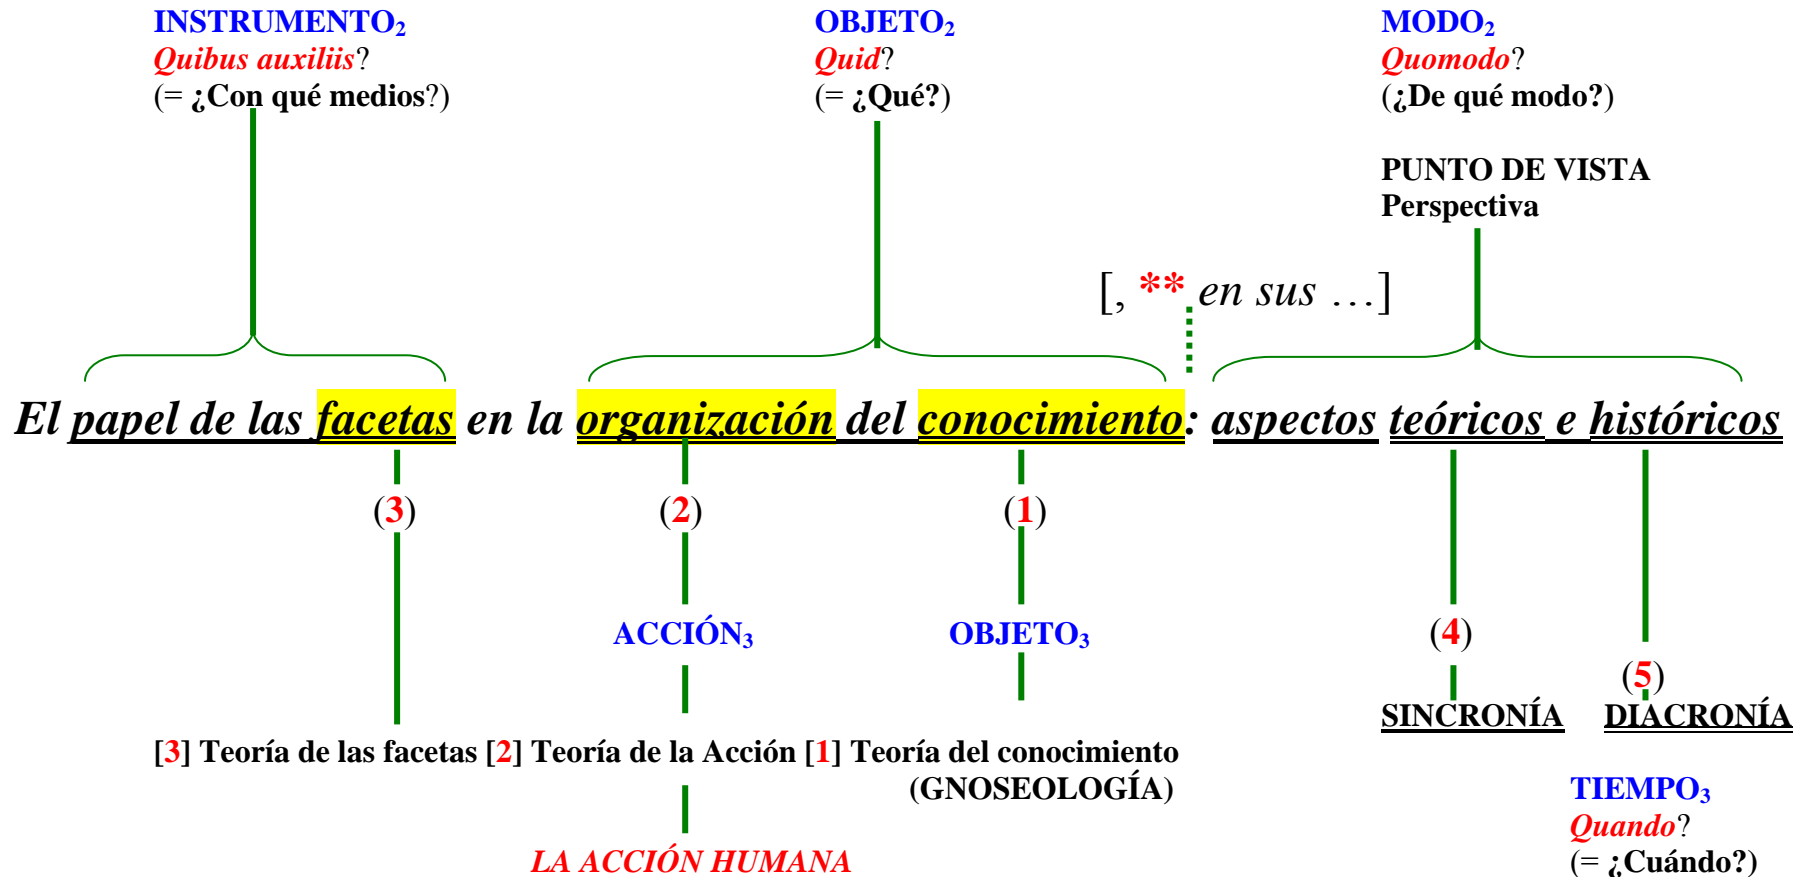 INSTRUMENTO₂ OBJETO₂ MODO₂
Quibus auxiliis? Quid? Quomodo?
(= ¿Con qué medios?) (= ¿Qué?) (¿De qué modo?)
PUNTO DE VISTA
Perspectiva
[, ** en sus …]
El papel de las facetas en la organización del conocimiento: aspectos teóricos e históricos
(3) (2) (1)
ACCIÓN₃ OBJETO₃ (4)
(5)
SINCRONÍA DIACRONÍA
[3] Teoría de las facetas [2] Teoría de la Acción [1] Teoría del conocimiento
(GNOSEOLOGÍA) TIEMPO₃
Quando?
LA ACCIÓN HUMANA (= ¿Cuándo?)